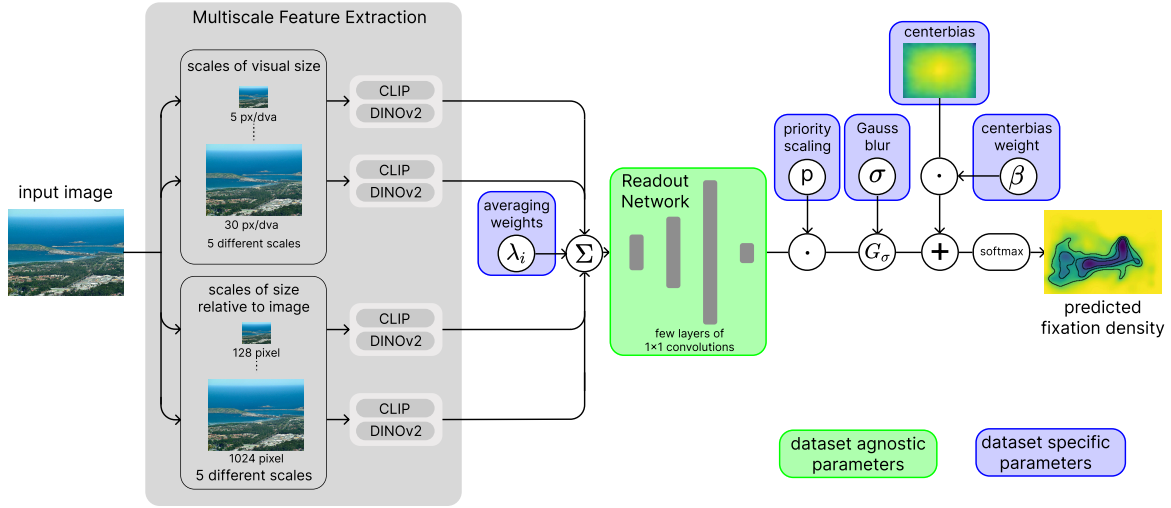 Multiscale Feature Extraction
scales of visual size
5 px/dva
30 px/dva
5 different scales
CLIP
DINOv2
CLIP
DINOv2
input image
scales of size
relative to image
128 pixel
1024 pixel
5 different scales
CLIP
DINOv2
CLIP
DINOv2
averaging
weights
λi
Σ
Readout
Network
few layers of
1×1 convolutions
priority
scaling
p
·
Gauss
blur
σ
Gσ
centerbias
·
centerbias
weight
β
+
softmax
predicted
fixation density
dataset agnostic
parameters
dataset specific
parameters